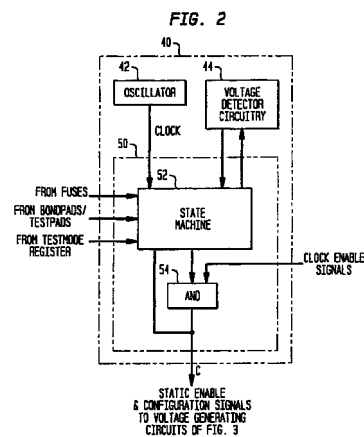 FIG. 2
40
42
44
OSCILLATOR
VOLTAGE
DETECTOR
CIRCUITRY
CLOCK
50
52
FROM FUSES
FROM BONDPADS/
TESTPADS
FROM TESTMODE
REGISTER
STATE
MACHINE
54
AND
CLOCK ENABLE
SIGNALS
C
STATIC ENABLE
& CONFIGURATION SIGNALS
TO VOLTAGE GENERATING
CIRCUITS OF FIG. 3